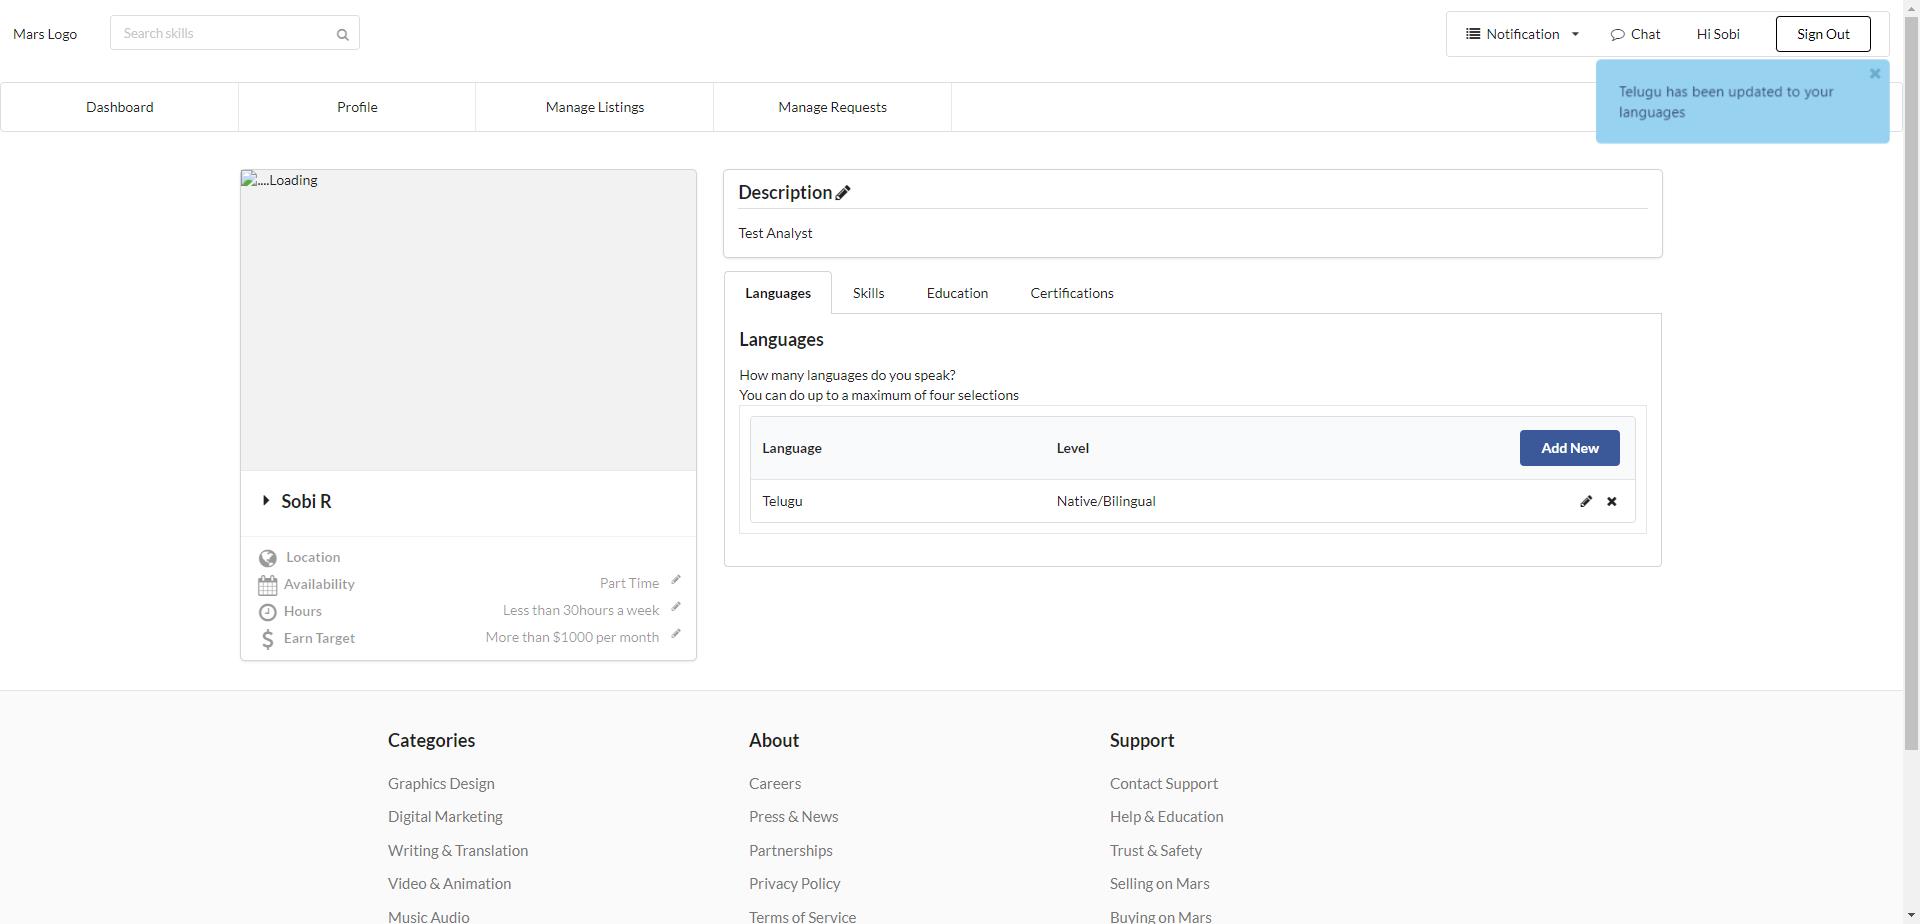 Mars Logo
Search skills
Notification
Chat
Hi Sobi
Sign Out
Telugu has been updated to your
languages
Dashboard
Profile
Manage Listings
Manage Requests
....Loading
Sobi R
Location
Availability
Part Time
Hours
Less than 30hours a week
Earn Target
More than $1000 per month
Description
Test Analyst
Languages
Skills
Education
Certifications
Languages
How many languages do you speak?
You can do up to a maximum of four selections
Language
Level
Add New
Telugu
Native/Bilingual
Categories
Graphics Design
Digital Marketing
Writing & Translation
Video & Animation
Music Audio
About
Careers
Press & News
Partnerships
Privacy Policy
Terms of Service
Support
Contact Support
Help & Education
Trust & Safety
Selling on Mars
Buying on Mars